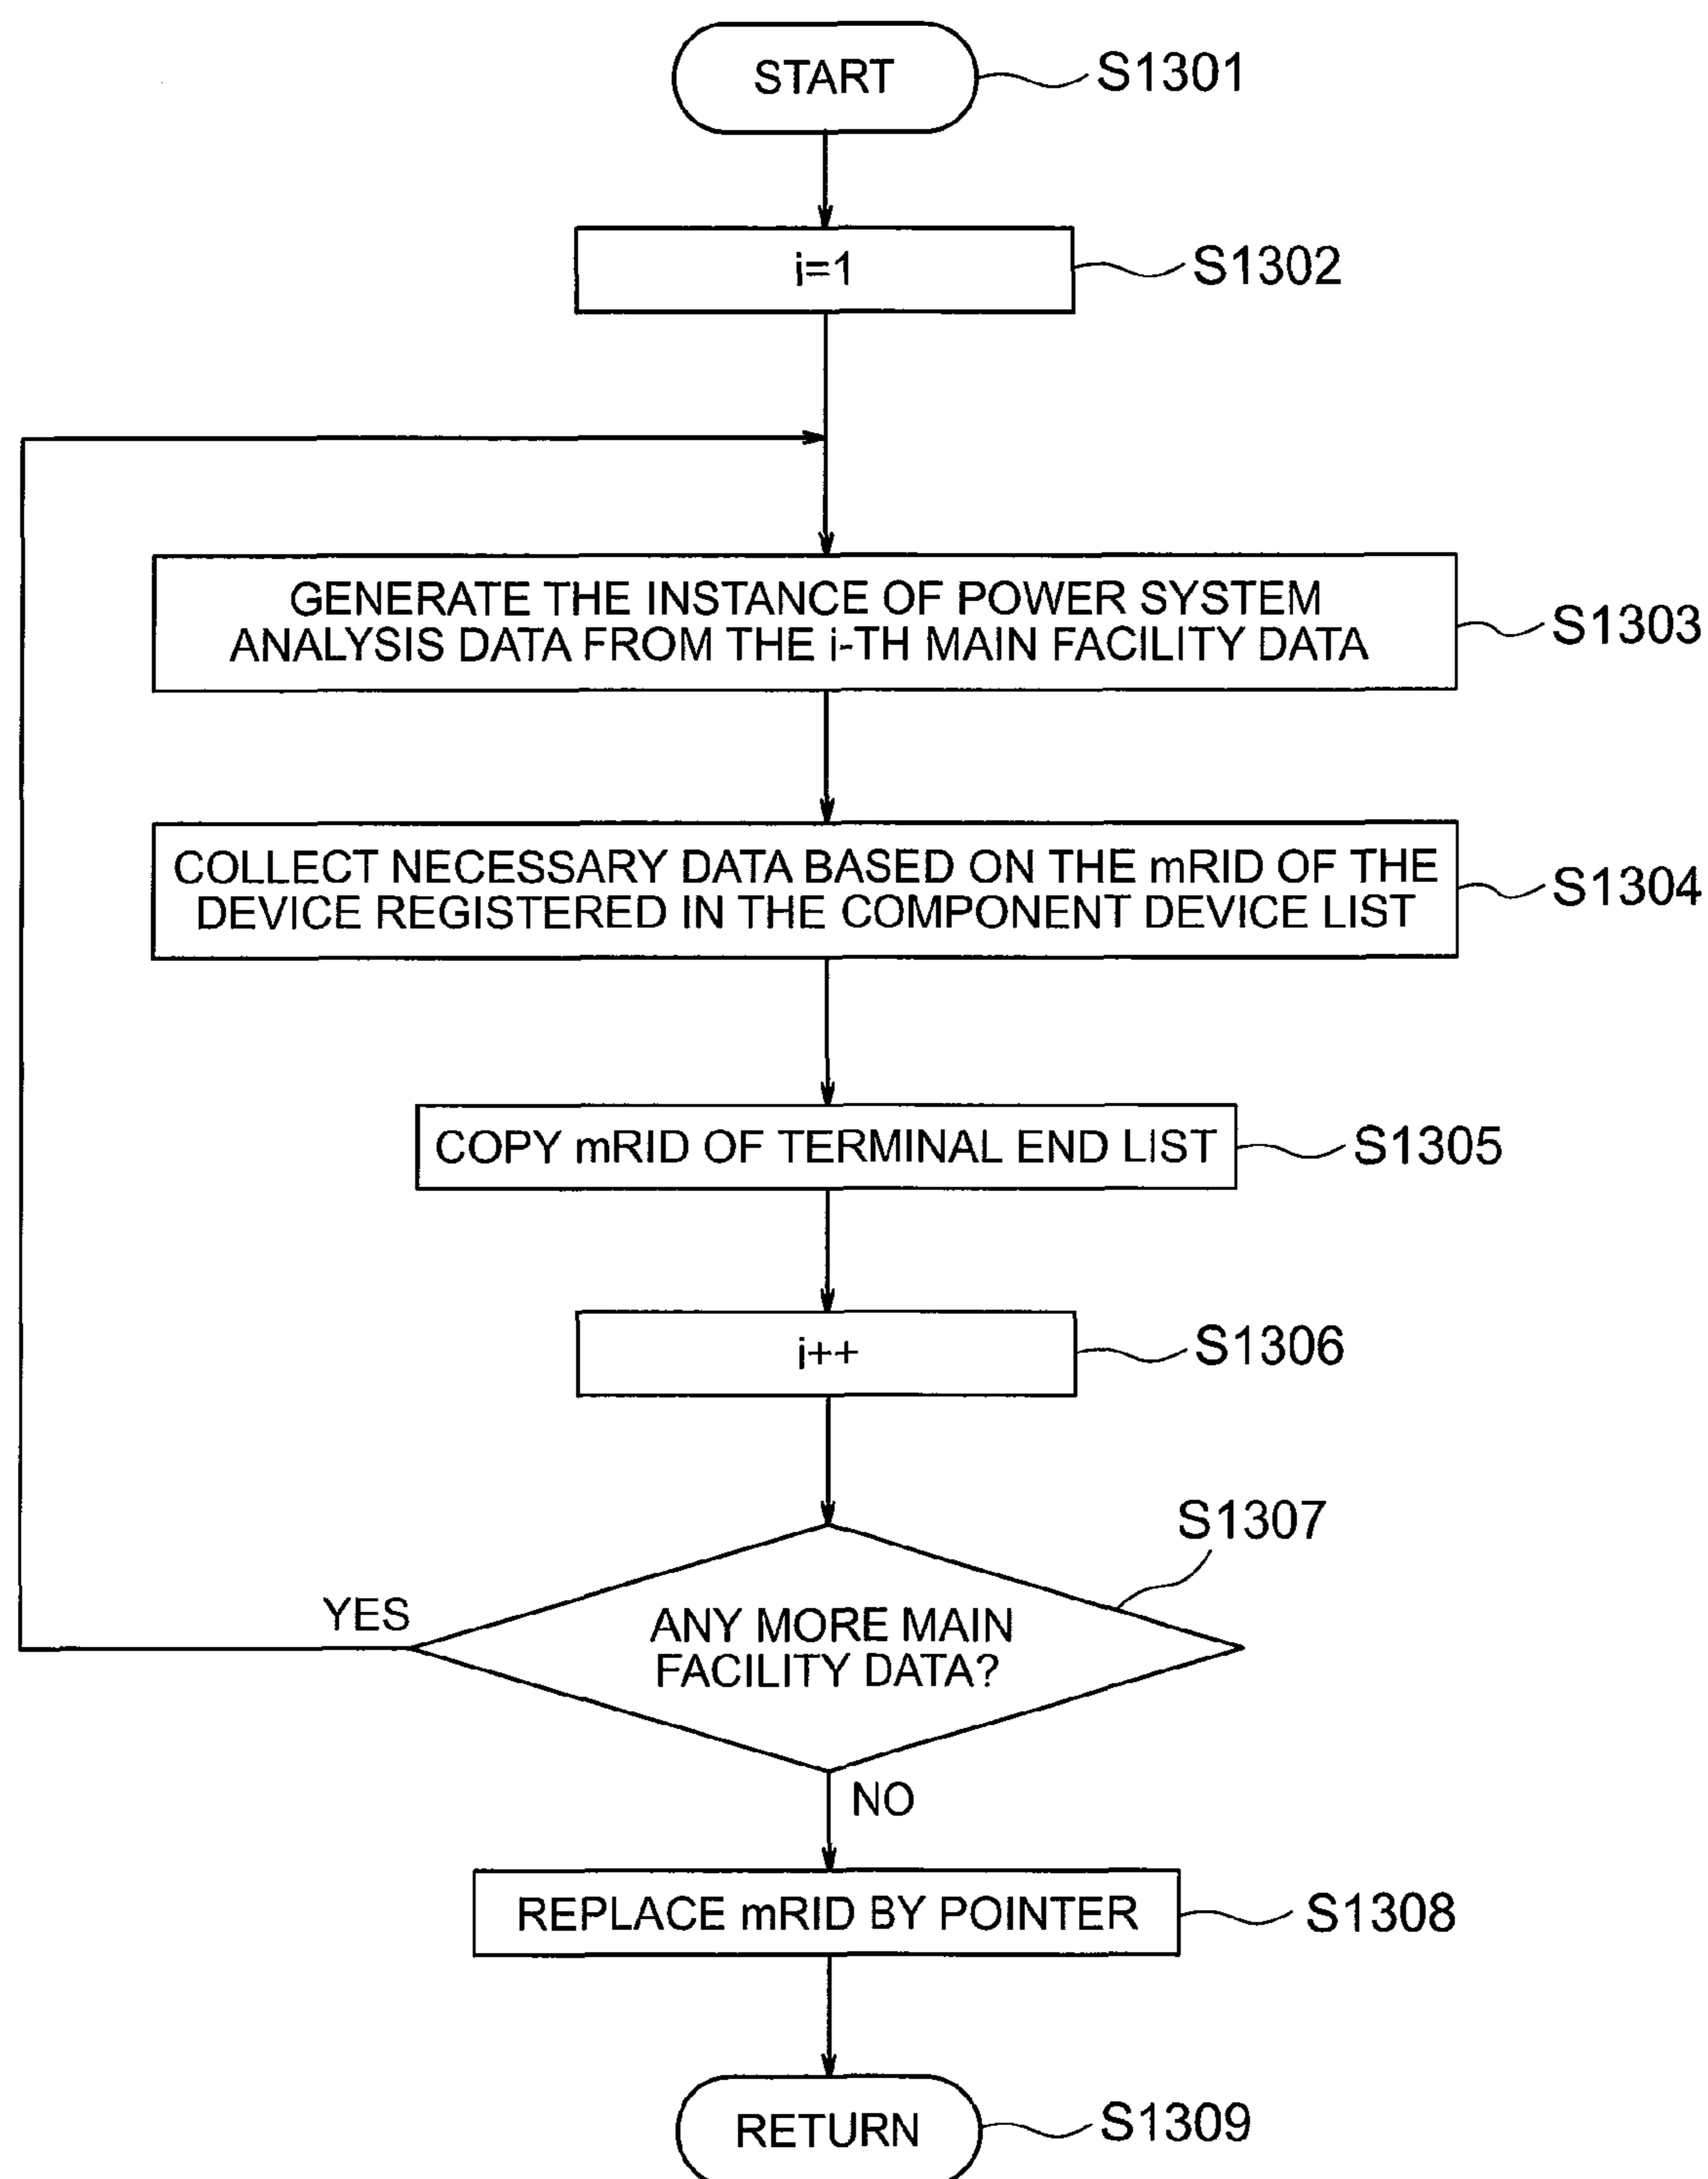 START
S1301
i=1
S1302
GENERATE THE INSTANCE OF POWER SYSTEM
ANALYSIS DATA FROM THE i-TH MAIN FACILITY DATA
S1303
COLLECT NECESSARY DATA BASED ON THE mRID OF THE
DEVICE REGISTERED IN THE COMPONENT DEVICE LIST
S1304
COPY mRID OF TERMINAL END LIST
S1305
i++
S1306
S1307
YES
ANY MORE MAIN
FACILITY DATA?
NO
REPLACE mRID BY POINTER
S1308
RETURN
S1309